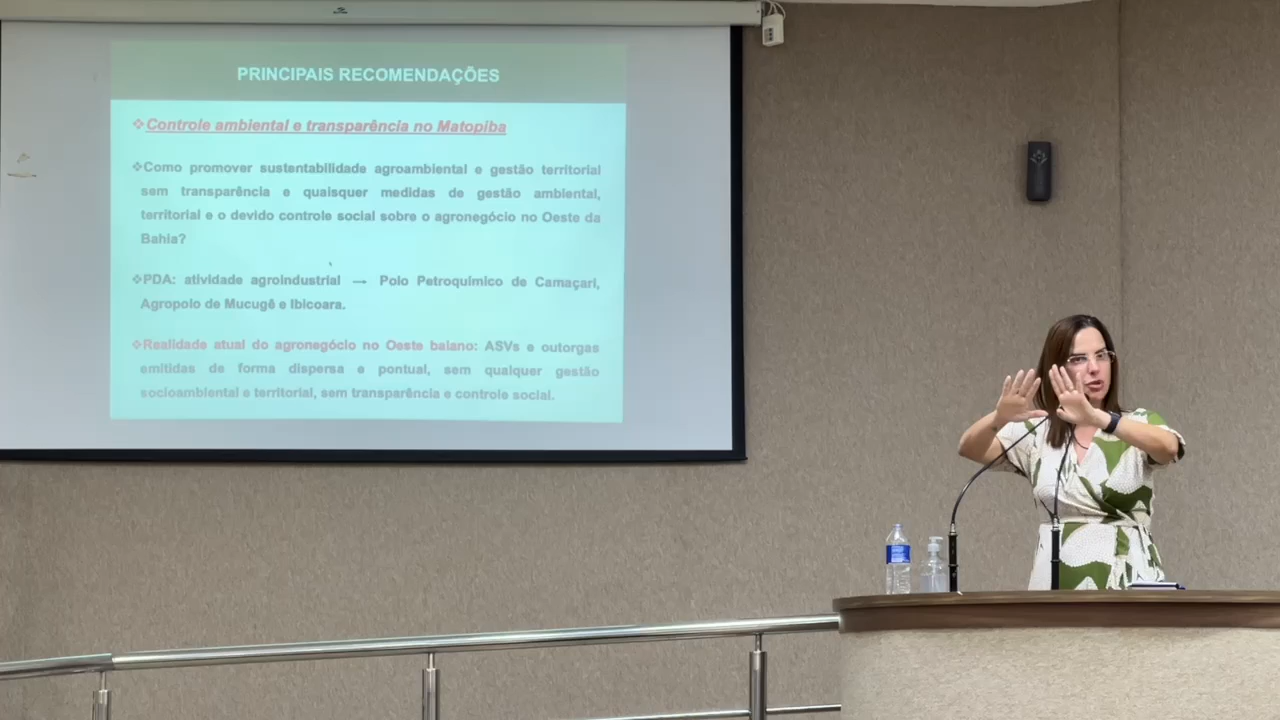 PRINCIPAIS RECOMENDAÇÕES
❖Controle ambiental e transparência no Matopiba
❖Como promover sustentabilidade agroambiental e gestão territorial
sem transparência e quaisquer medidas de gestão ambiental,
territorial e o devido controle social sobre o agronegócio no Oeste da
Bahia?
❖PDA: atividade agroindustrial → Polo Petroquímico de Camaçari,
Agropolo de Mucugê e Ibicoara.
❖Realidade atual do agronegócio no Oeste baiano: ASVs e outorgas
emitidas de forma dispersa e pontual, sem qualquer gestão
socioambiental e territorial, sem transparência e controle social.